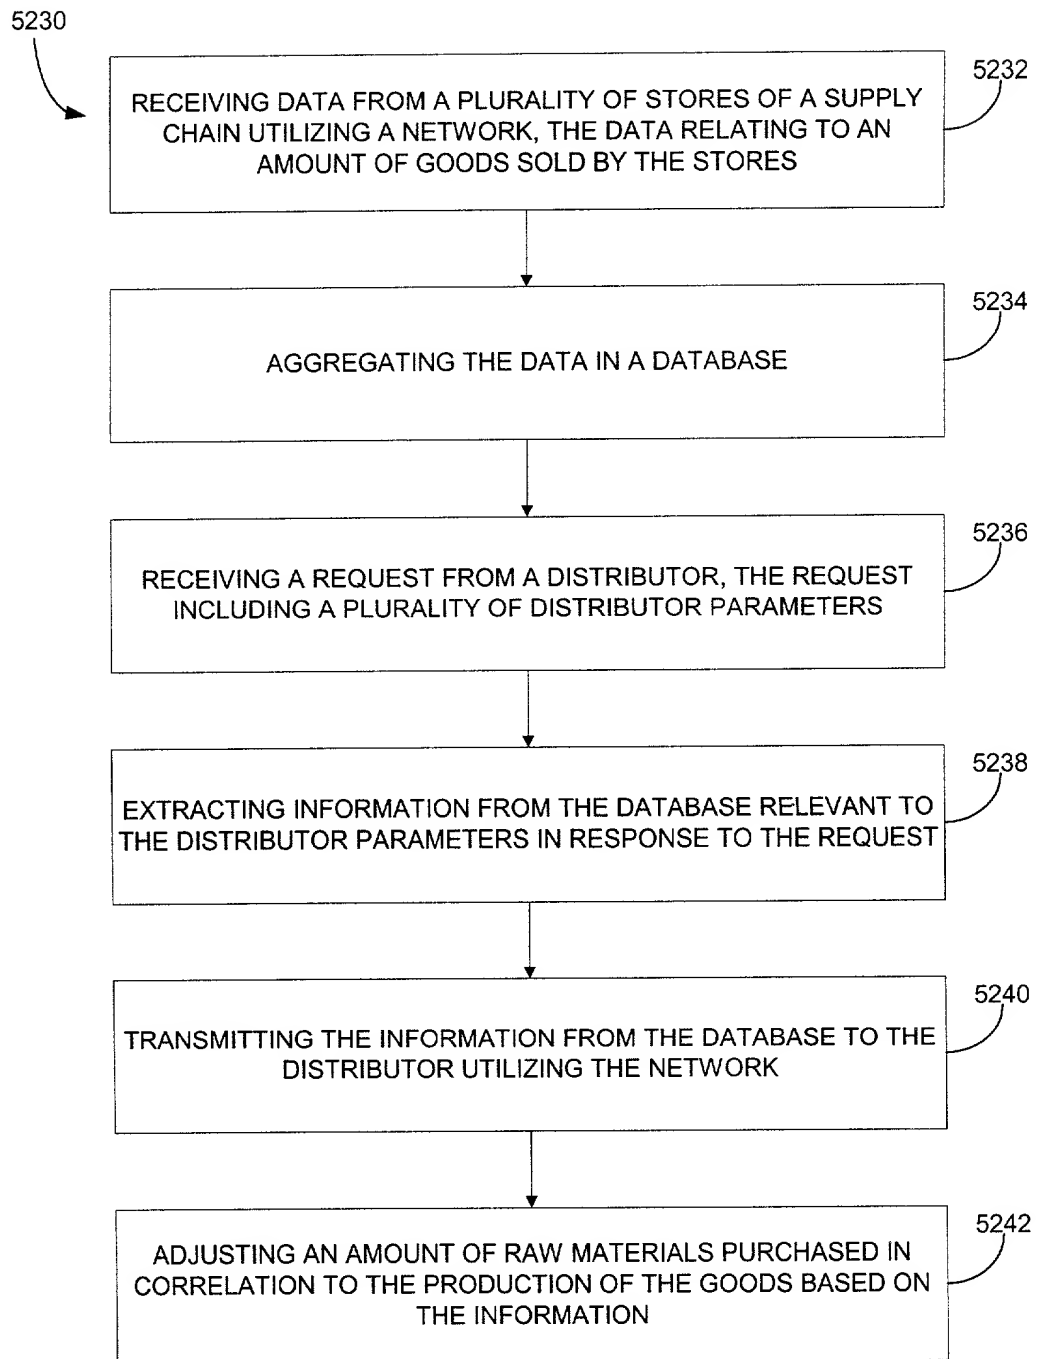 5230
5232
RECEIVING DATA FROM A PLURALITY OF STORES OF A SUPPLY
CHAIN UTILIZING A NETWORK, THE DATA RELATING TO AN
AMOUNT OF GOODS SOLD BY THE STORES
5234
AGGREGATING THE DATA IN A DATABASE
5236
RECEIVING A REQUEST FROM A DISTRIBUTOR, THE REQUEST
INCLUDING A PLURALITY OF DISTRIBUTOR PARAMETERS
5238
EXTRACTING INFORMATION FROM THE DATABASE RELEVANT TO
THE DISTRIBUTOR PARAMETERS IN RESPONSE TO THE REQUEST
5240
TRANSMITTING THE INFORMATION FROM THE DATABASE TO THE
DISTRIBUTOR UTILIZING THE NETWORK
5242
ADJUSTING AN AMOUNT OF RAW MATERIALS PURCHASED IN
CORRELATION TO THE PRODUCTION OF THE GOODS BASED ON
THE INFORMATION